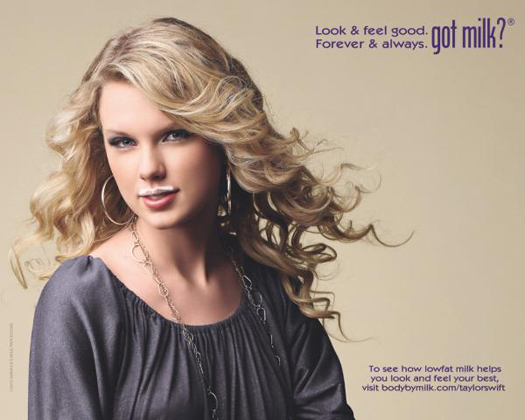 Look & feel good.
Forever & always.
got milk?®
To see how lowfat milk helps
you look and feel your best,
visit bodybymilk.com/taylorswift